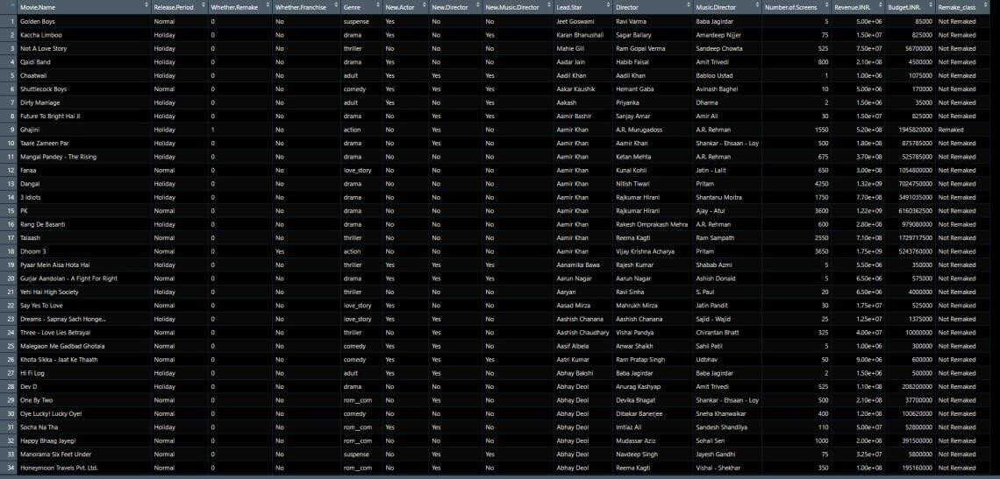 Movie.Name Release.Period Whether.Remake Whether.Franchise Genre New.Actor New.Director New.Music.Director Lead.Star Director Music.Director Number.of.Screens Revenue.INR. Budget.INR. Remake_class
1 Golden Boys Normal 0 No suspense Yes No No Jeet Goswami Ravi Varma Baba Jagirdar 5 5.00e+06 85000 Not Remaked
2 Kaccha Limboo Holiday 0 No drama Yes No Yes Karan Bhanushali Sagar Ballary Amardeep Nijjer 75 1.50e+07 825000 Not Remaked
3 Not A Love Story Holiday 0 No thriller No No No Mahie Gill Ram Gopal Verma Sandeep Chowta 525 7.50e+07 56700000 Not Remaked
4 Qaidi Band Holiday 0 No drama Yes No No Aadar Jain Habib Faisal Amit Trivedi 800 2.10e+08 4500000 Not Remaked
5 Chaatwali Holiday 0 No adult Yes Yes Yes Aadil Khan Aadil Khan Babloo Ustad 1 1.00e+06 1075000 Not Remaked
6 Shuttlecock Boys Normal 0 No comedy Yes Yes Yes Aakar Kaushik Hemant Gaba Avinash Baghel 10 5.00e+06 170000 Not Remaked
7 Dirty Marriage Holiday 0 No adult Yes No Yes Aakash Priyanka Dharma 2 1.50e+06 35000 Not Remaked
8 Future To Bright Hai Ji Holiday 0 No drama No Yes Yes Aamir Bashir Sanjay Amar Amir Ali 30 1.50e+07 825000 Not Remaked
9 Ghajini Holiday 1 No action No Yes No Aamir Khan A.R. Murugadoss A.R. Rehman 1550 5.20e+08 1945820000 Remaked
10 Taare Zameen Par Holiday 0 No drama No Yes No Aamir Khan Aamir Khan Shankar - Ehsaan - Loy 500 1.80e+08 875785000 Not Remaked
11 Mangal Pandey - The Rising Holiday 0 No drama No No No Aamir Khan Ketan Mehta A.R. Rehman 675 3.70e+08 525785000 Not Remaked
12 Fanaa Normal 0 No love_story No No No Aamir Khan Kunal Kohli Jatin - Lalit 650 3.00e+08 1054800000 Not Remaked
13 Dangal Holiday 0 No drama No No No Aamir Khan Nitish Tiwari Pritam 4250 1.32e+09 7024750000 Not Remaked
14 3 Idiots Holiday 0 No drama No No No Aamir Khan Rajkumar Hirani Shantanu Moitra 1750 7.70e+08 3491035000 Not Remaked
15 PK Normal 0 No drama No No No Aamir Khan Rajkumar Hirani Ajay - Atul 3600 1.22e+09 6160362500 Not Remaked
16 Rang De Basanti Holiday 0 No drama No No No Aamir Khan Rakesh Omprakash Mehra A.R. Rehman 600 2.80e+08 979080000 Not Remaked
17 Talaash Normal 0 No thriller No No No Aamir Khan Reema Kagti Ram Sampath 2550 7.10e+08 1729717500 Not Remaked
18 Dhoom 3 Normal 0 Yes action No No No Aamir Khan Vijay Krishna Acharya Pritam 3650 1.75e+09 5243760000 Not Remaked
19 Pyaar Mein Aisa Hota Hai Holiday 0 No thriller Yes Yes Yes Aanamika Bawa Rajesh Kumar Shabab Azmi 5 5.50e+06 350000 Not Remaked
20 Gurjar Aandolan - A Fight For Right Normal 0 No drama Yes Yes Yes Aarun Nagar Aarun Nagar Ashish Donald 5 6.50e+06 575000 Not Remaked
21 Yehi Hai High Society Holiday 0 No thriller No No No Aaryan Ravi Sinha S. Paul 20 6.50e+06 4000000 Not Remaked
22 Say Yes To Love Normal 0 No love_story Yes No No Aasad Mirza Mahrukh Mirza Jatin Pandit 30 1.75e+07 525000 Not Remaked
23 Dreams - Sapnay Sach Honge... Holiday 0 No love_story Yes Yes No Aashish Chanana Aashish Chanana Sajid - Wajid 25 1.25e+07 1375000 Not Remaked
24 Three - Love Lies Betrayal Normal 0 No thriller No Yes No Aashish Chaudhary Vishal Pandya Chirantan Bhatt 325 4.00e+07 10000000 Not Remaked
25 Malegaon Me Gadbad Ghotala Normal 0 No comedy Yes Yes No Aasif Albela Anwar Shaikh Sahil Patil 5 1.00e+06 300000 Not Remaked
26 Khota Sikka - Jaat Ke Thaath Normal 0 No comedy Yes Yes Yes Aatri Kumar Ram Pratap Singh Udbhav 50 9.00e+06 600000 Not Remaked
27 Hi Fi Log Normal 0 No adult Yes Yes No Abhay Bakshi Baba Jagirdar Baba Jagirdar 2 1.50e+06 500000 Not Remaked
28 Dev D Holiday 0 No drama No No No Abhay Deol Anurag Kashyap Amit Trivedi 525 1.10e+08 208200000 Not Remaked
29 One By Two Normal 0 No rom__com No Yes No Abhay Deol Devika Bhagat Shankar - Ehsaan - Loy 500 2.10e+08 37700000 Not Remaked
30 Oye Lucky! Lucky Oye! Normal 0 No comedy No No No Abhay Deol Dibakar Banerjee Sneha Khanwalkar 400 1.20e+08 100620000 Not Remaked
31 Socha Na Tha Holiday 0 No rom__com Yes Yes No Abhay Deol Imtiaz Ali Sandesh Shandilya 110 5.00e+07 52800000 Not Remaked
32 Happy Bhaag Jayegi Normal 0 No rom__com No No No Abhay Deol Mudassar Aziz Sohail Sen 1000 2.00e+08 391500000 Not Remaked
33 Manorama Six Feet Under Normal 0 No suspense No Yes Yes Abhay Deol Navdeep Singh Jayesh Gandhi 75 3.25e+07 5800000 Not Remaked
34 Honeymoon Travels Pvt. Ltd. Normal 0 No rom__com No Yes No Abhay Deol Reema Kagti Vishal - Shekhar 350 1.00e+08 195160000 Not Remaked